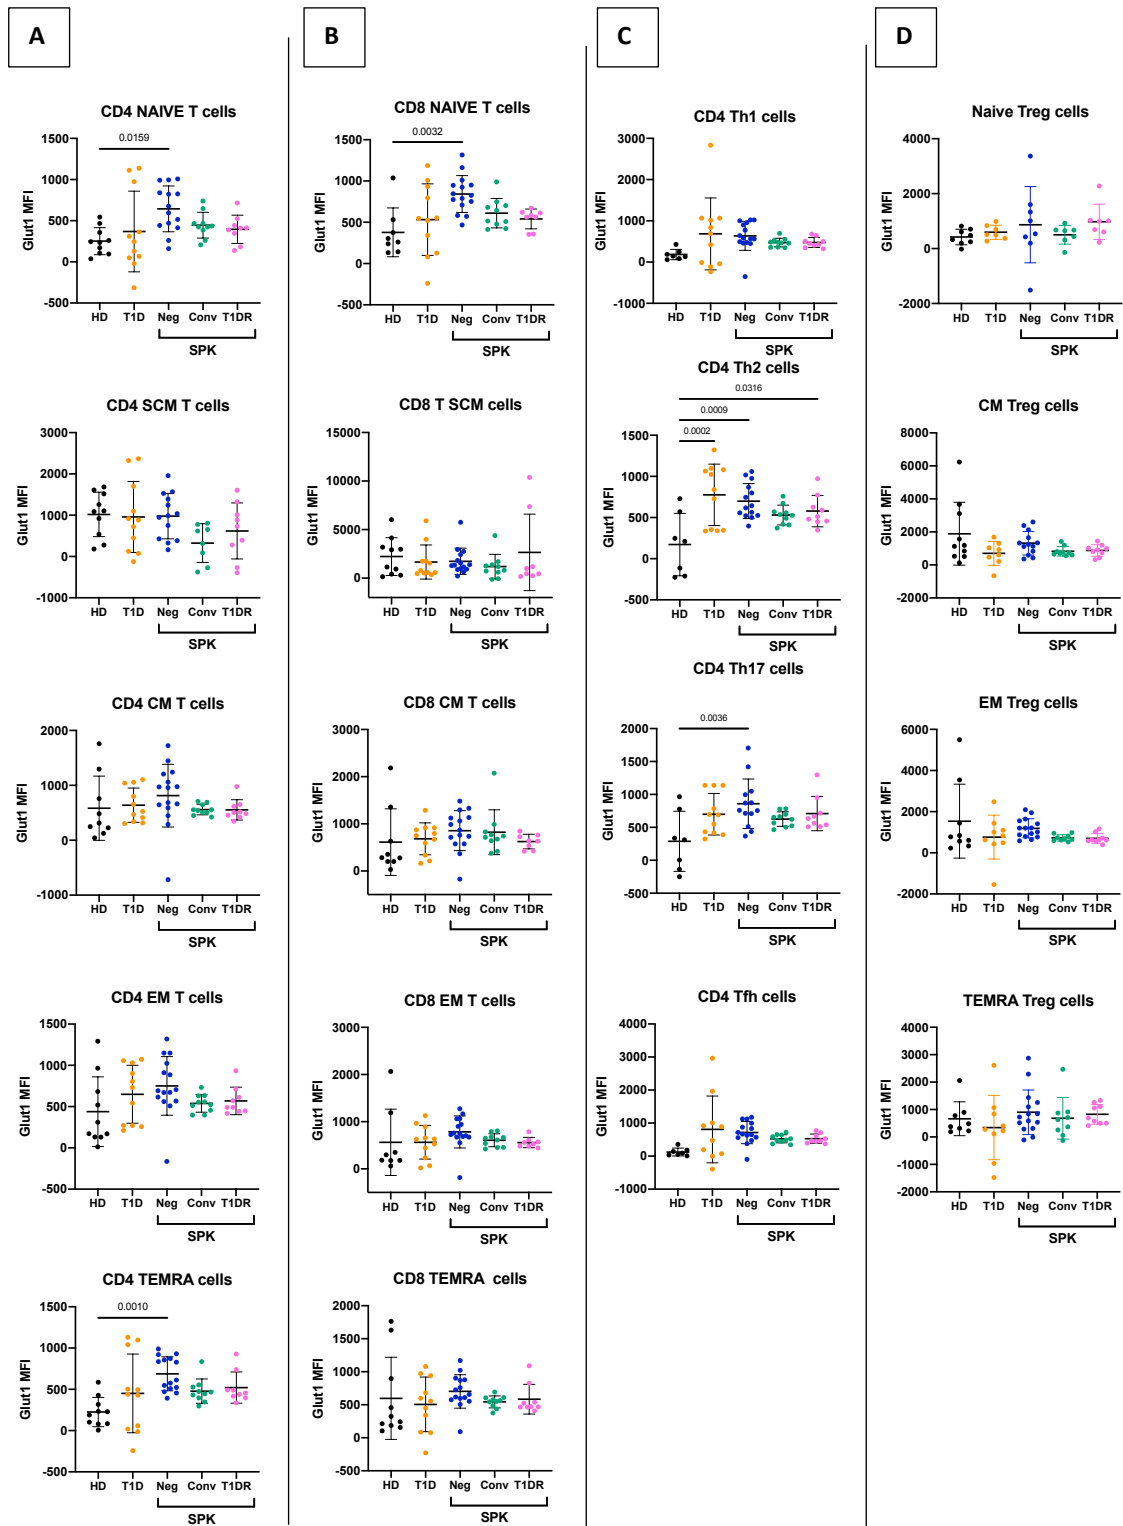 A
B
C
D
CD4 NAIVE T cells
0.0159
Glut1 MFI
1500
1000
500
0
-500
HD T1D Neg Conv T1DR
SPK
CD4 SCM T cells
Glut1 MFI
3000
2000
1000
0
-1000
HD T1D Neg Conv T1DR
SPK
CD4 CM T cells
Glut1 MFI
2000
1000
0
-1000
HD T1D Neg Conv T1DR
SPK
CD4 EM T cells
Glut1 MFI
1500
1000
500
0
-500
HD T1D Neg Conv T1DR
SPK
CD4 TEMRA cells
0.0010
Glut1 MFI
1500
1000
500
0
-500
HD T1D Neg Conv T1DR
SPK
CD8 NAIVE T cells
0.0032
Glut1 MFI
1500
1000
500
0
-500
HD T1D Neg Conv T1DR
SPK
CD8 T SCM cells
Glut1 MFI
15000
10000
5000
0
HD T1D Neg Conv T1DR
SPK
CD8 CM T cells
Glut1 MFI
3000
2000
1000
0
HD T1D Neg Conv T1DR
SPK
CD8 EM T cells
Glut1 MFI
3000
2000
1000
0
HD T1D Neg Conv T1DR
SPK
CD8 TEMRA cells
Glut1 MFI
2000
1500
1000
500
0
-500
HD T1D Neg Conv T1DR
SPK
CD4 Th1 cells
Glut1 MFI
3000
2000
1000
0
-1000
HD T1D Neg Conv T1DR
SPK
CD4 Th2 cells
0.0316
0.0009
0.0002
Glut1 MFI
1500
1000
500
0
-500
HD T1D Neg Conv T1DR
SPK
CD4 Th17 cells
0.0036
Glut1 MFI
2000
1500
1000
500
0
-500
HD T1D Neg Conv T1DR
SPK
CD4 Tfh cells
Glut1 MFI
4000
3000
2000
1000
0
-1000
HD T1D Neg Conv T1DR
SPK
Naive Treg cells
Glut1 MFI
4000
2000
0
-2000
HD T1D Neg Conv T1DR
SPK
CM Treg cells
Glut1 MFI
8000
6000
4000
2000
0
-2000
HD T1D Neg Conv T1DR
SPK
EM Treg cells
Glut1 MFI
6000
4000
2000
0
-2000
HD T1D Neg Conv T1DR
SPK
TEMRA Treg cells
Glut1 MFI
4000
3000
2000
1000
0
-1000
-2000
HD T1D Neg Conv T1DR
SPK